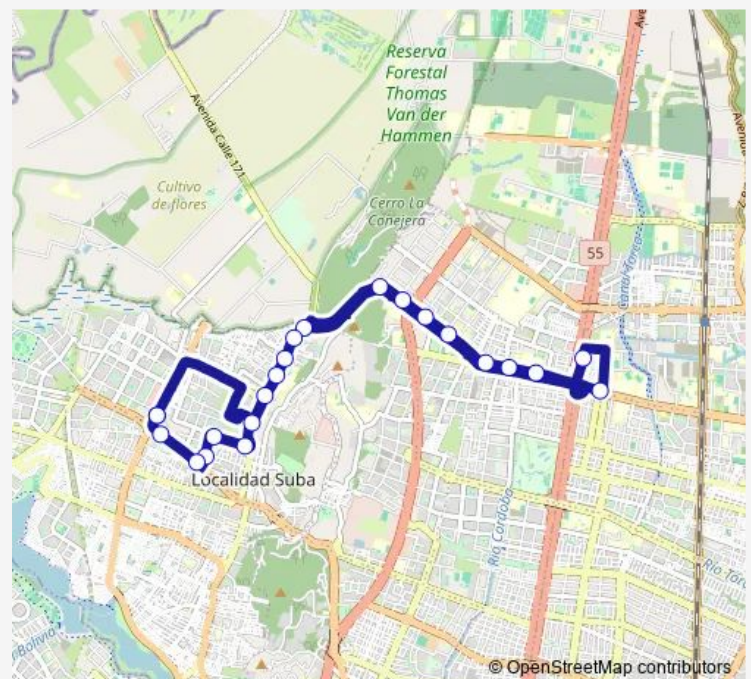 Reserva
Forestal
Thomas
Van der
Hammen
Avenida Calle 171
Cultivo
de flores
Cerro La
Conejera
55
Canal Torca
Localidad Suba
Río Córdoba
© OpenStreetMap contributors